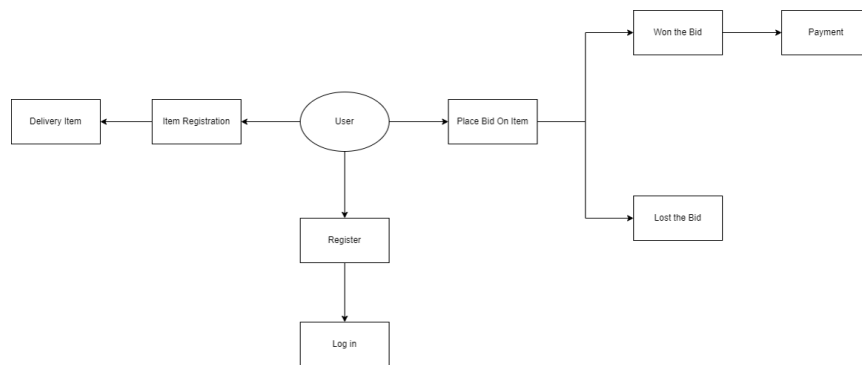 Won the Bid
Payment
Delivery Item
Item Registration
User
Place Bid On Item
Lost the Bid
Register
Log in